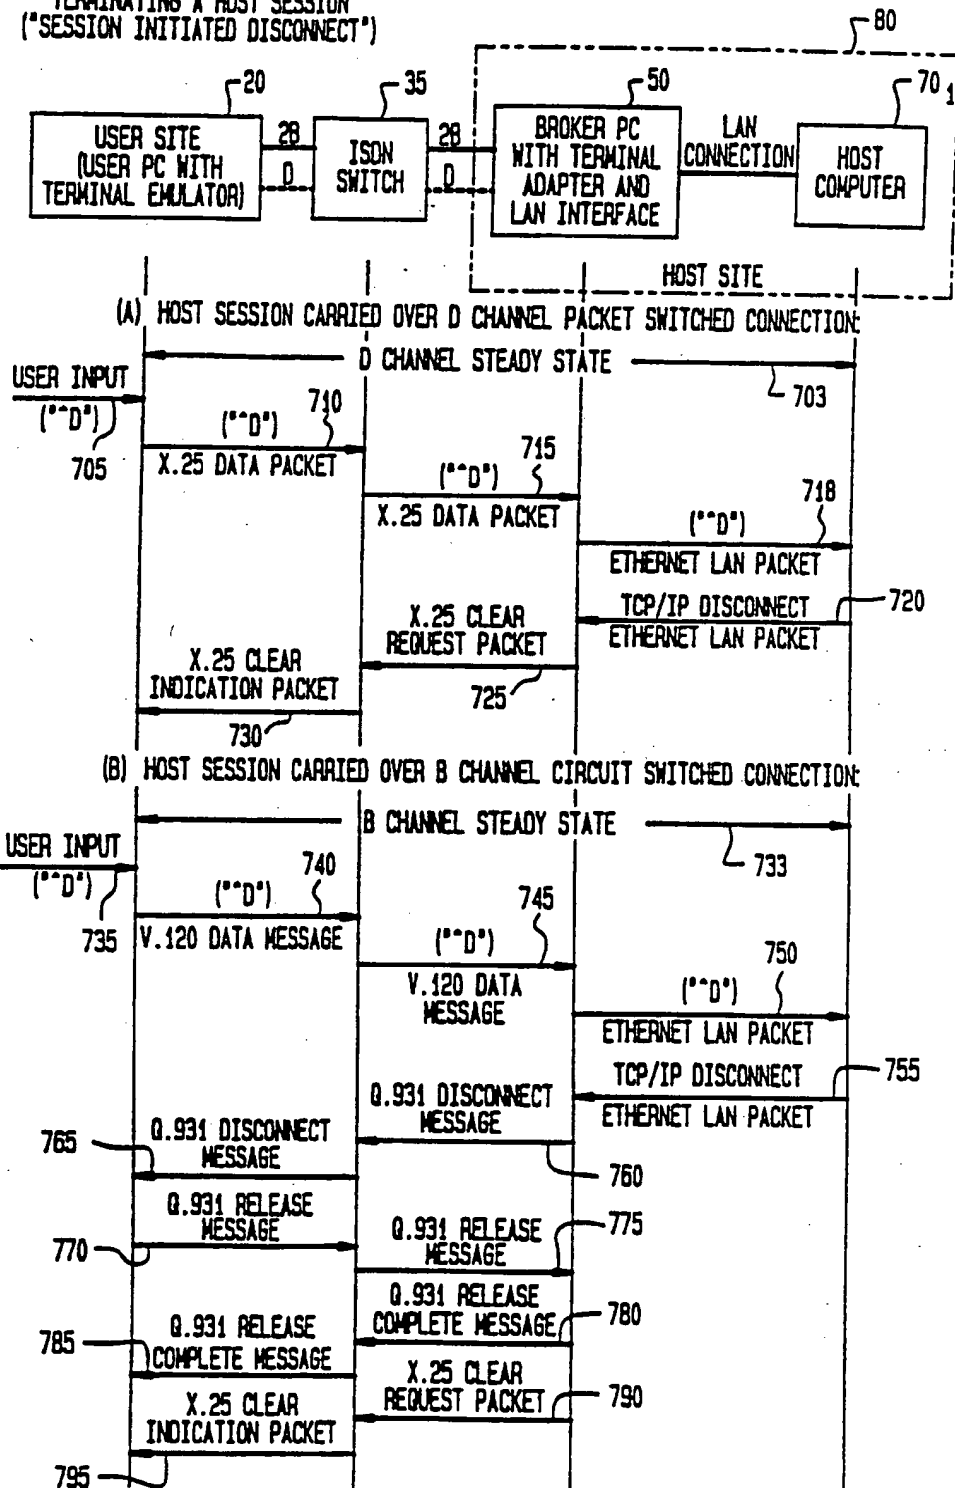 TERMINATING A HOST SESSION
("SESSION INITIATED DISCONNECT")
80
20
35
50
70
1
USER SITE
(USER PC WITH
TERMINAL EMULATOR)
2B
D
ISDN
SWITCH
2B
D
BROKER PC
WITH TERMINAL
ADAPTER AND
LAN INTERFACE
LAN
CONNECTION
HOST
COMPUTER
HOST SITE
(A) HOST SESSION CARRIED OVER D CHANNEL PACKET SWITCHED CONNECTION:
D CHANNEL STEADY STATE
703
USER INPUT
("^D")
705
("^D")
710
X.25 DATA PACKET
("^D")
715
X.25 DATA PACKET
("^D")
718
ETHERNET LAN PACKET
TCP/IP DISCONNECT
720
ETHERNET LAN PACKET
X.25 CLEAR
REQUEST PACKET
725
X.25 CLEAR
INDICATION PACKET
730
(B) HOST SESSION CARRIED OVER B CHANNEL CIRCUIT SWITCHED CONNECTION:
B CHANNEL STEADY STATE
733
USER INPUT
("^D")
735
("^D")
740
V.120 DATA MESSAGE
("^D")
745
V.120 DATA
MESSAGE
("^D")
750
ETHERNET LAN PACKET
TCP/IP DISCONNECT
755
ETHERNET LAN PACKET
Q.931 DISCONNECT
MESSAGE
760
765
Q.931 DISCONNECT
MESSAGE
Q.931 RELEASE
MESSAGE
770
Q.931 RELEASE
MESSAGE
775
Q.931 RELEASE
COMPLETE MESSAGE
780
785
Q.931 RELEASE
COMPLETE MESSAGE
X.25 CLEAR
REQUEST PACKET
790
X.25 CLEAR
INDICATION PACKET
795